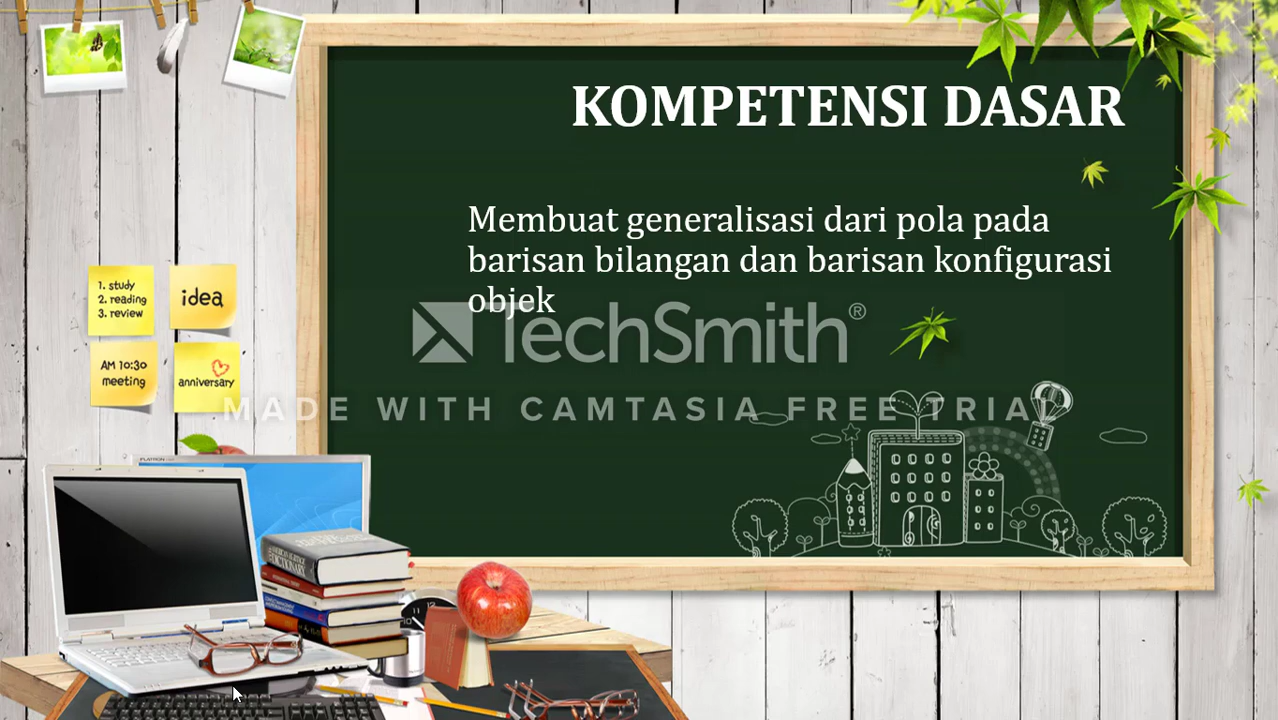 KOMPETENSI DASAR
Membuat generalisasi dari pola pada
barisan bilangan dan barisan konfigurasi
objek
TechSmith®
MADE WITH CAMTASIA FREE TRIAL
1. study
2. reading
3. review
idea
AM 10:30
meeting
anniversary
DICTIONARY